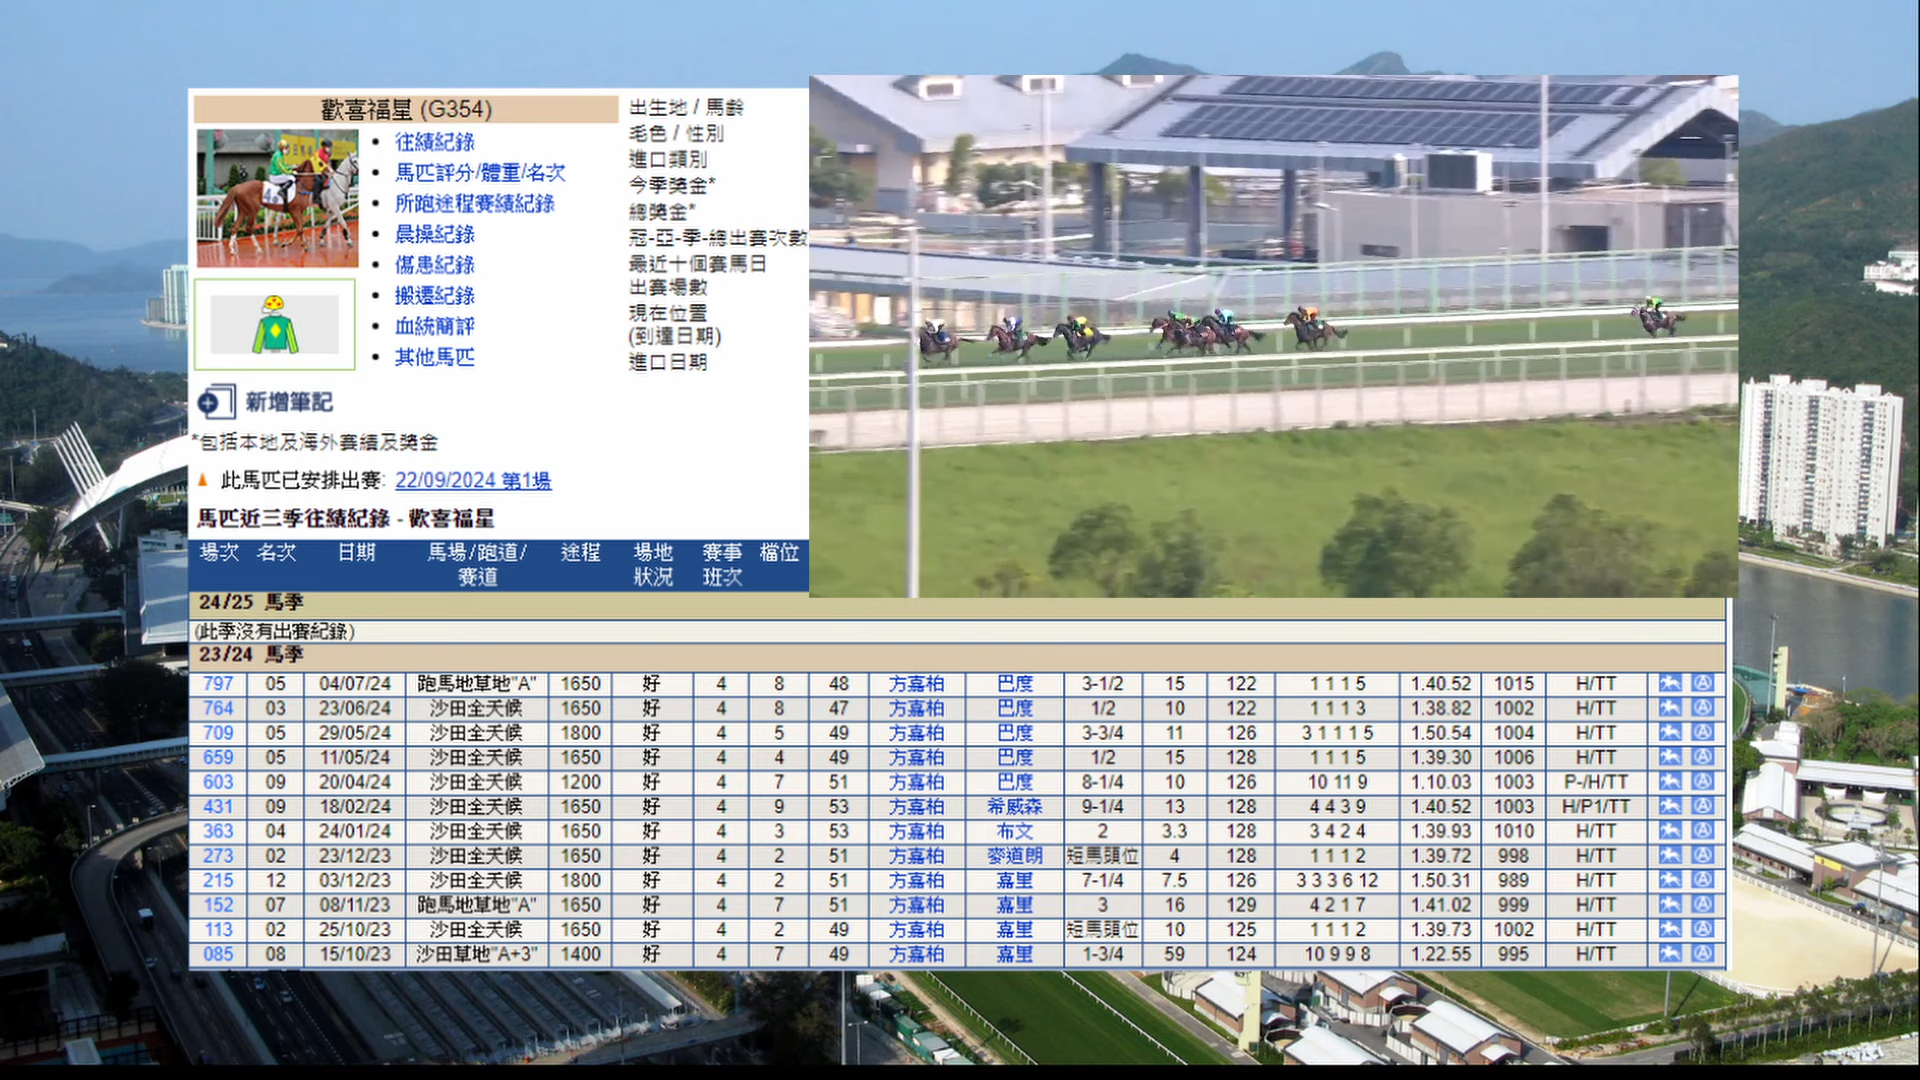 歡喜福星 (G354)
往績紀錄
馬匹評分/體重/名次
所跑途程賽績紀錄
晨操紀錄
傷患紀錄
搬遷紀錄
血統簡評
其他馬匹
新增筆記
出生地 / 馬齡
毛色 / 性別
進口類別
今季獎金*
總獎金*
冠-亞-季-總出賽次數
最近十個賽馬日
出賽場數
現在位置
(到達日期)
進口日期
*包括本地及海外賽績及獎金
此馬匹已安排出賽: 22/09/2024 第1場
馬匹近三季往績紀錄 - 歡喜福星
場次 名次 日期 馬場/跑道/賽道 途程 場地狀況 賽事班次 檔位
24/25 馬季
(此季沒有出賽紀錄)
23/24 馬季
797 05 04/07/24 跑馬地草地"A" 1650 好 4 8 48 方嘉柏 巴度 3-1/2 15 122 1 1 1 5 1.40.52 1015 H/TT
764 03 23/06/24 沙田全天候 1650 好 4 8 47 方嘉柏 巴度 1/2 10 122 1 1 1 3 1.38.82 1002 H/TT
709 05 29/05/24 沙田全天候 1800 好 4 5 49 方嘉柏 巴度 3-3/4 11 126 3 1 1 1 5 1.50.54 1004 H/TT
659 05 11/05/24 沙田全天候 1650 好 4 4 49 方嘉柏 巴度 1/2 15 128 1 1 1 5 1.39.30 1006 H/TT
603 09 20/04/24 沙田全天候 1200 好 4 7 51 方嘉柏 巴度 8-1/4 10 126 10 11 9 1.10.03 1003 P-/H/TT
431 09 18/02/24 沙田全天候 1650 好 4 9 53 方嘉柏 希威森 9-1/4 13 128 4 4 3 9 1.40.52 1003 H/P1/TT
363 04 24/01/24 沙田全天候 1650 好 4 3 53 方嘉柏 布文 2 3.3 128 3 4 2 4 1.39.93 1010 H/TT
273 02 23/12/23 沙田全天候 1650 好 4 2 51 方嘉柏 麥道朗 短馬頭位 4 128 1 1 1 2 1.39.72 998 H/TT
215 12 03/12/23 沙田全天候 1800 好 4 2 51 方嘉柏 嘉里 7-1/4 7.5 126 3 3 3 6 12 1.50.31 989 H/TT
152 07 08/11/23 跑馬地草地"A" 1650 好 4 7 51 方嘉柏 嘉里 3 16 129 4 2 1 7 1.41.02 999 H/TT
113 02 25/10/23 沙田全天候 1650 好 4 2 49 方嘉柏 嘉里 短馬頭位 10 125 1 1 1 2 1.39.73 1002 H/TT
085 08 15/10/23 沙田草地"A+3" 1400 好 4 7 49 方嘉柏 嘉里 1-3/4 59 124 10 9 9 8 1.22.55 995 H/TT